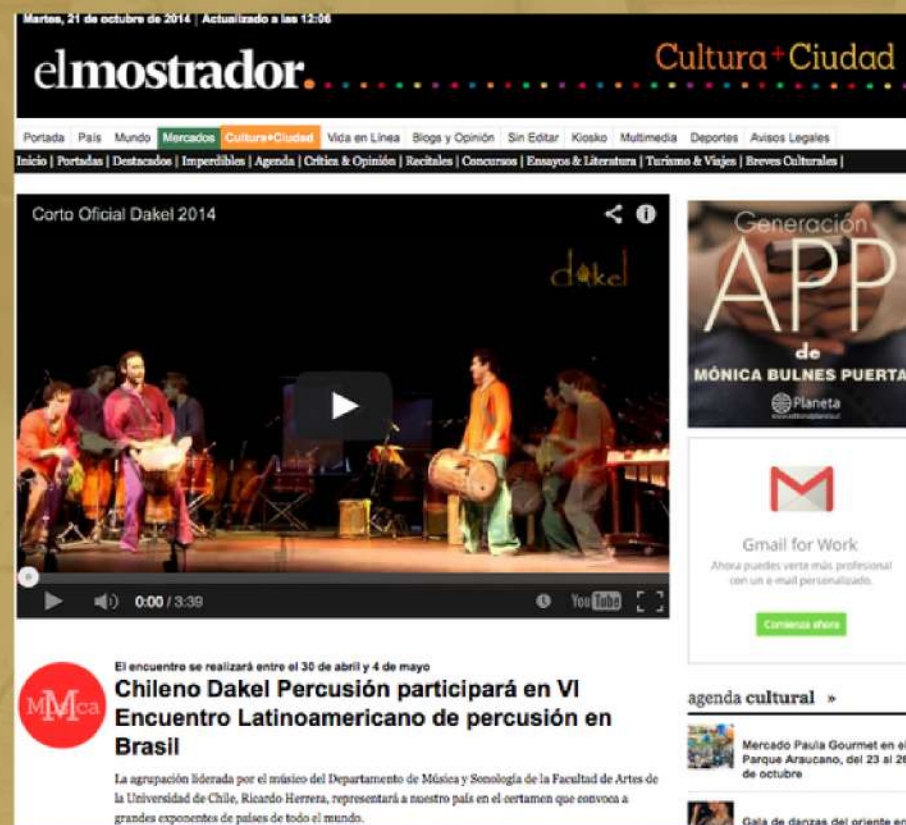 Martes, 21 de octubre de 2014 | Actualizado a las 12:06
elmostrador.
Cultura+Ciudad
Portada País Mundo Mercados Cultura+Ciudad Vida en Línea Blogs y Opinión Sin Editar Kiosko Multimedia Deportes Avisos Legales
Inicio | Portadas | Destacados | Imperdibles | Agenda | Crítica & Opinión | Recitales | Concursos | Ensayos & Literatura | Turismo & Viajes | Breves Culturales |
Corto Oficial Dakel 2014
dakel
0:00 / 3:39
YouTube
Generación
APP
de
MÓNICA BULNES PUERTA
Planeta
Gmail for Work
Ahora puedes verte más profesional
con un e-mail personalizado.
Comienza ahora
Música
M
El encuentro se realizará entre el 30 de abril y 4 de mayo
Chileno Dakel Percusión participará en VI
Encuentro Latinoamericano de percusión en
Brasil
La agrupación liderada por el músico del Departamento de Música y Sonología de la Facultad de Artes de
la Universidad de Chile, Ricardo Herrera, representará a nuestro país en el certamen que convoca a
grandes exponentes de países de todo el mundo.
agenda cultural »
Mercado Paula Gourmet en el
Parque Araucano, del 23 al 26
de octubre
Gala de danzas del oriente en